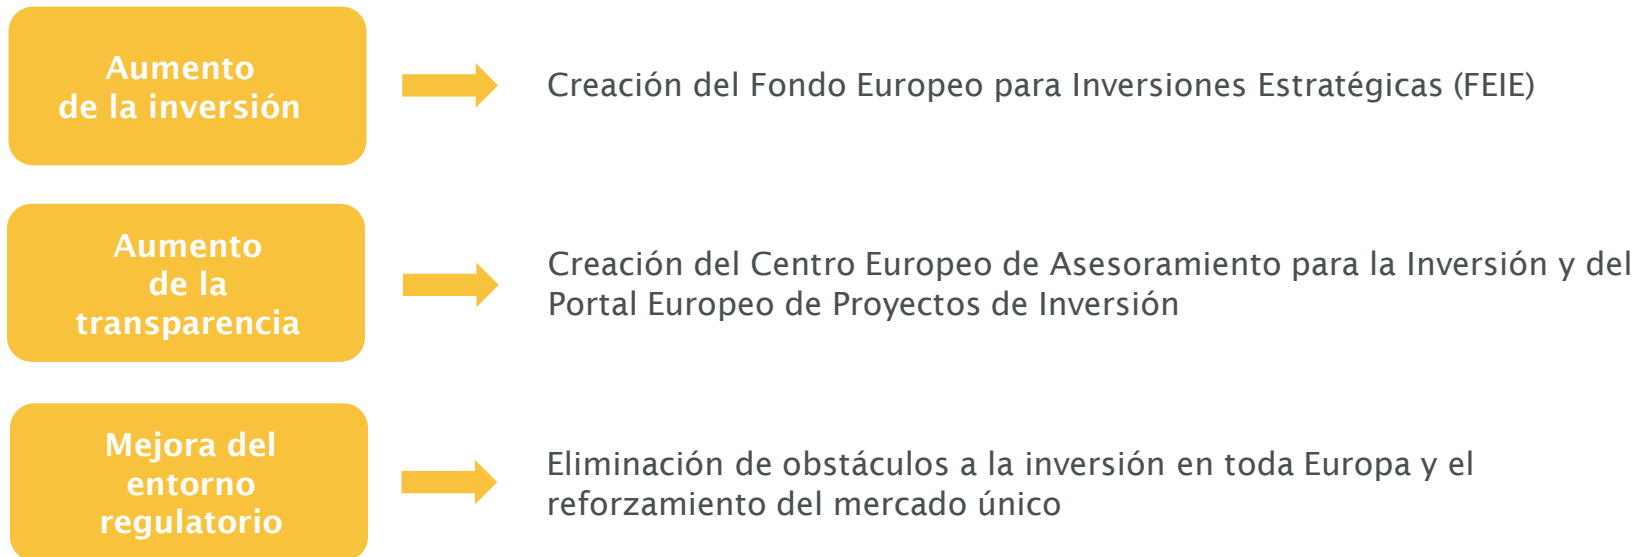 Aumento
de la inversión
Creación del Fondo Europeo para Inversiones Estratégicas (FEIE)
Aumento
de la
transparencia
Creación del Centro Europeo de Asesoramiento para la Inversión y del
Portal Europeo de Proyectos de Inversión
Mejora del
entorno
regulatorio
Eliminación de obstáculos a la inversión en toda Europa y el
reforzamiento del mercado único